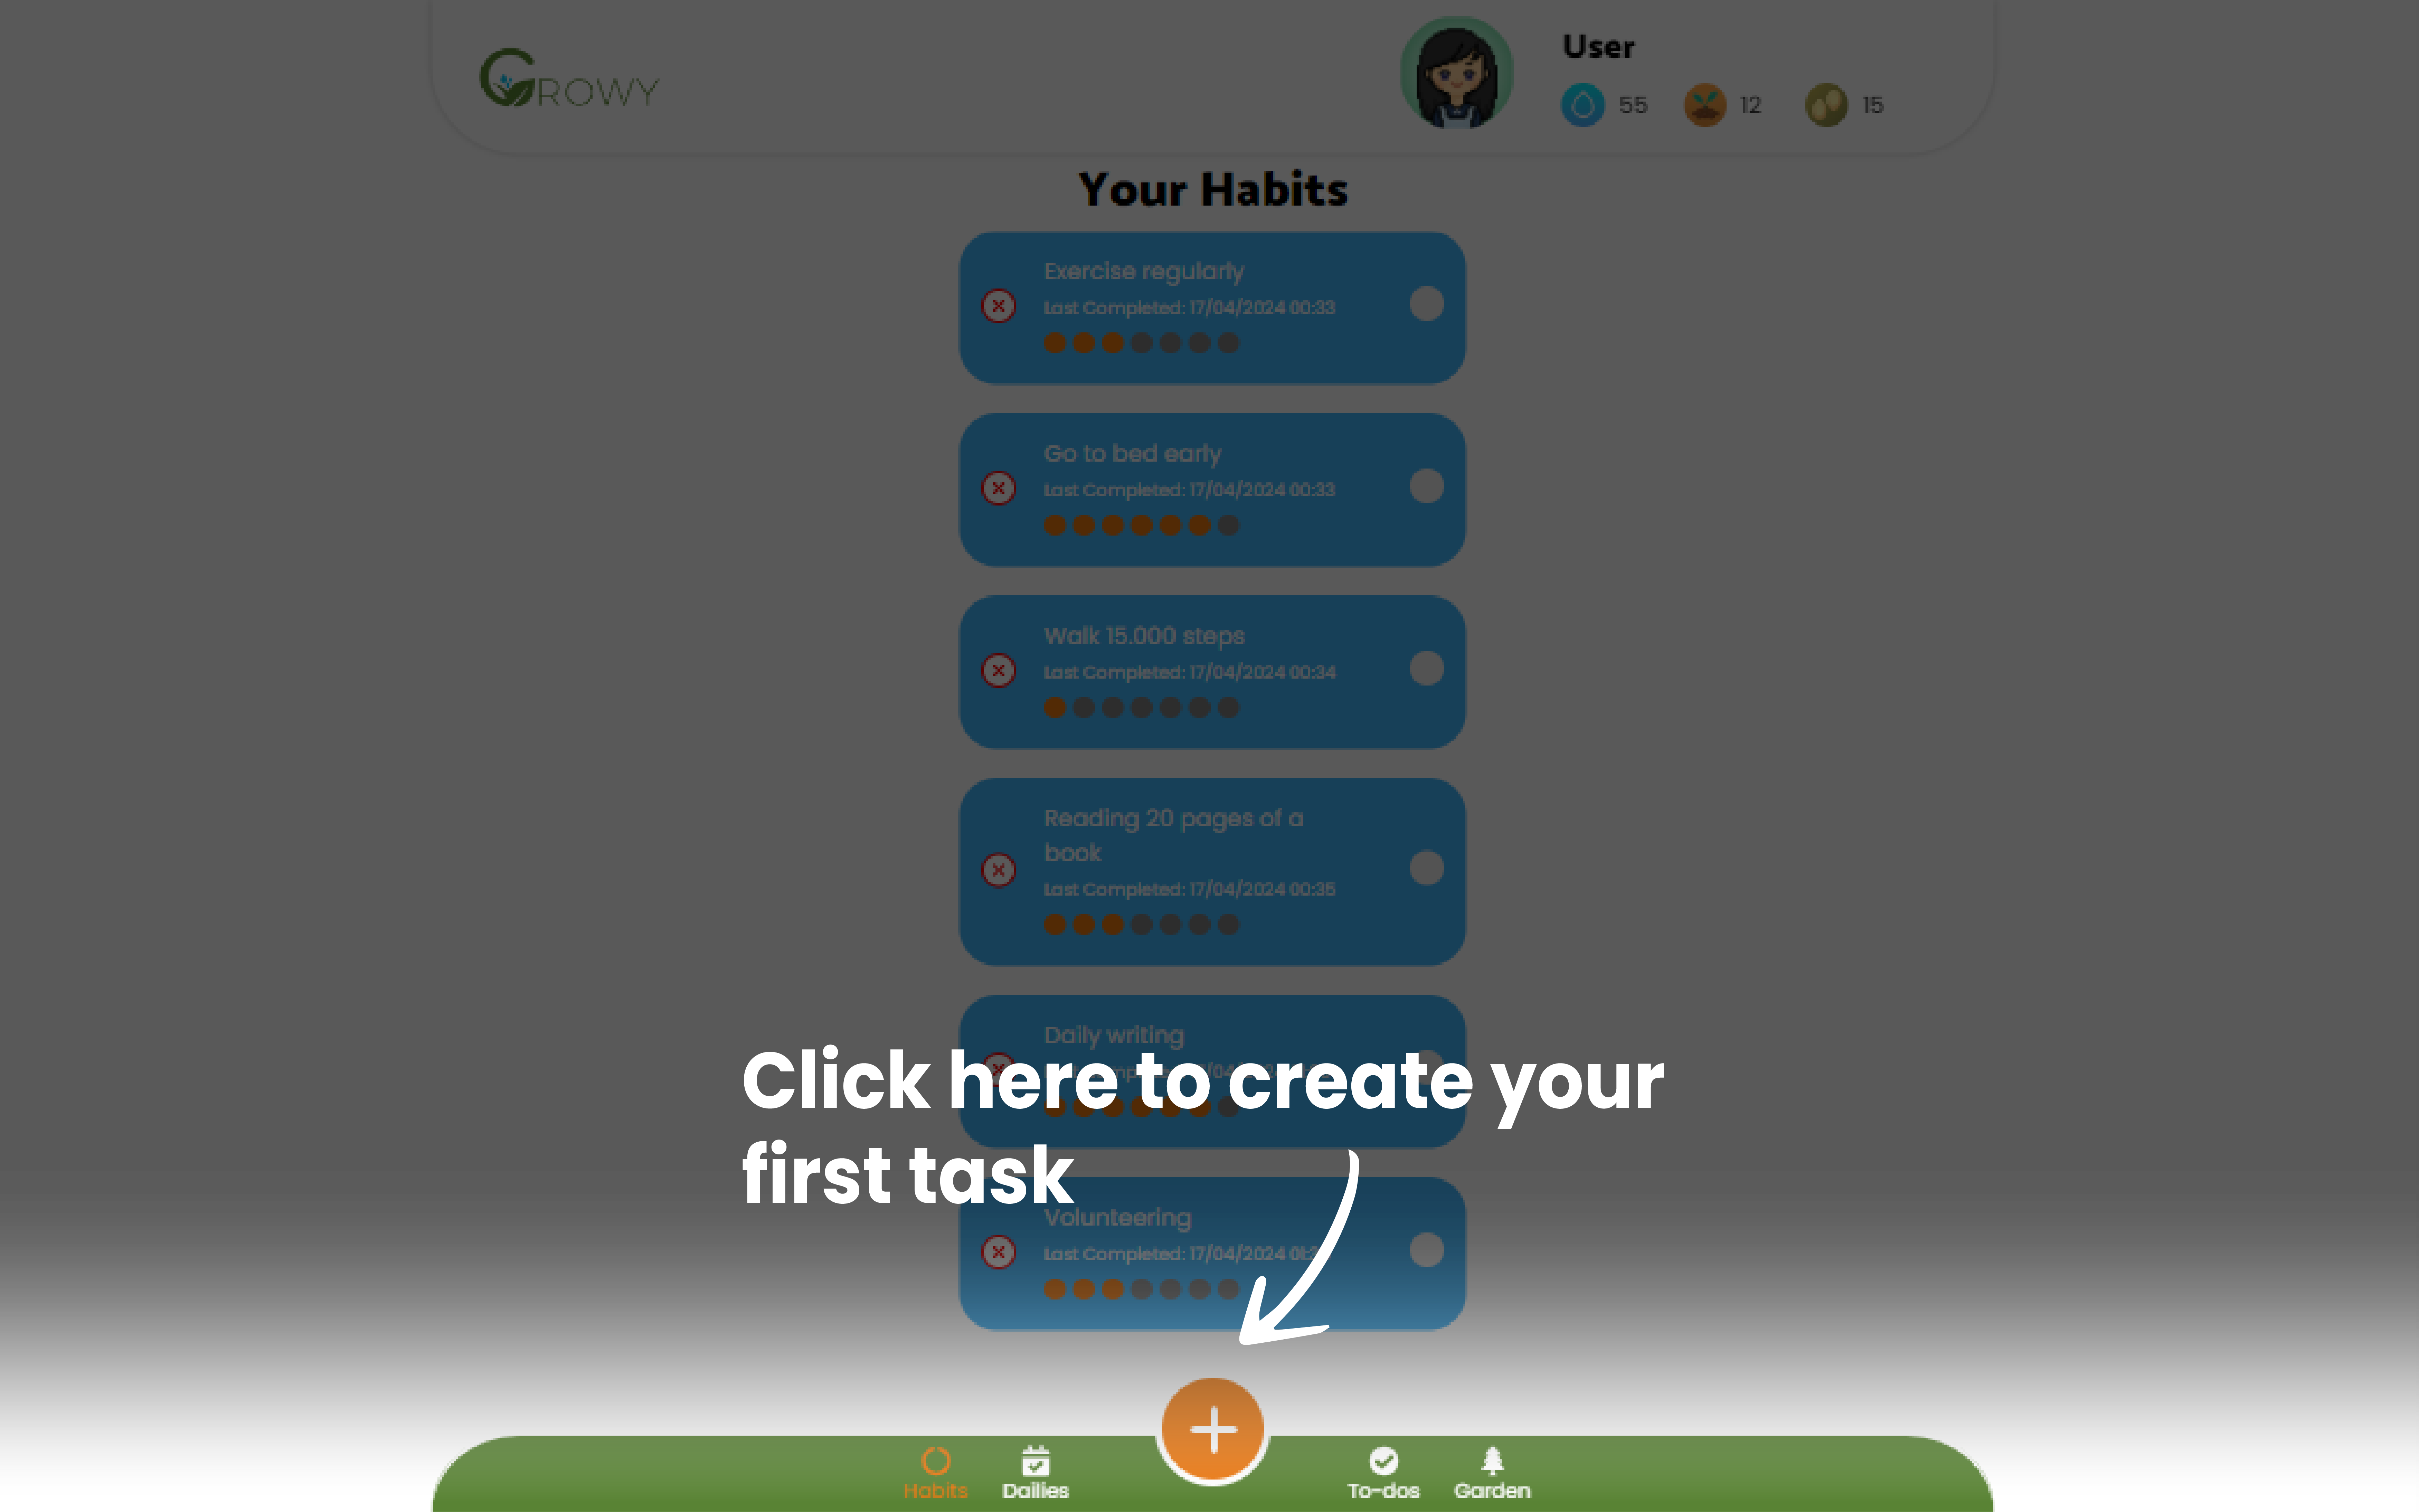 GROWY
User
55 12 15
Your Habits
Exercise regularly
Last Completed: 17/04/2024 00:33
Go to bed early
Last Completed: 17/04/2024 00:33
Walk 15.000 steps
Last Completed: 17/04/2024 00:34
Reading 20 pages of a
book
Last Completed: 17/04/2024 00:35
Daily writing
Click here to create your
first task
Volunteering
Last Completed: 17/04/2024
Habits Dailies To-dos Garden